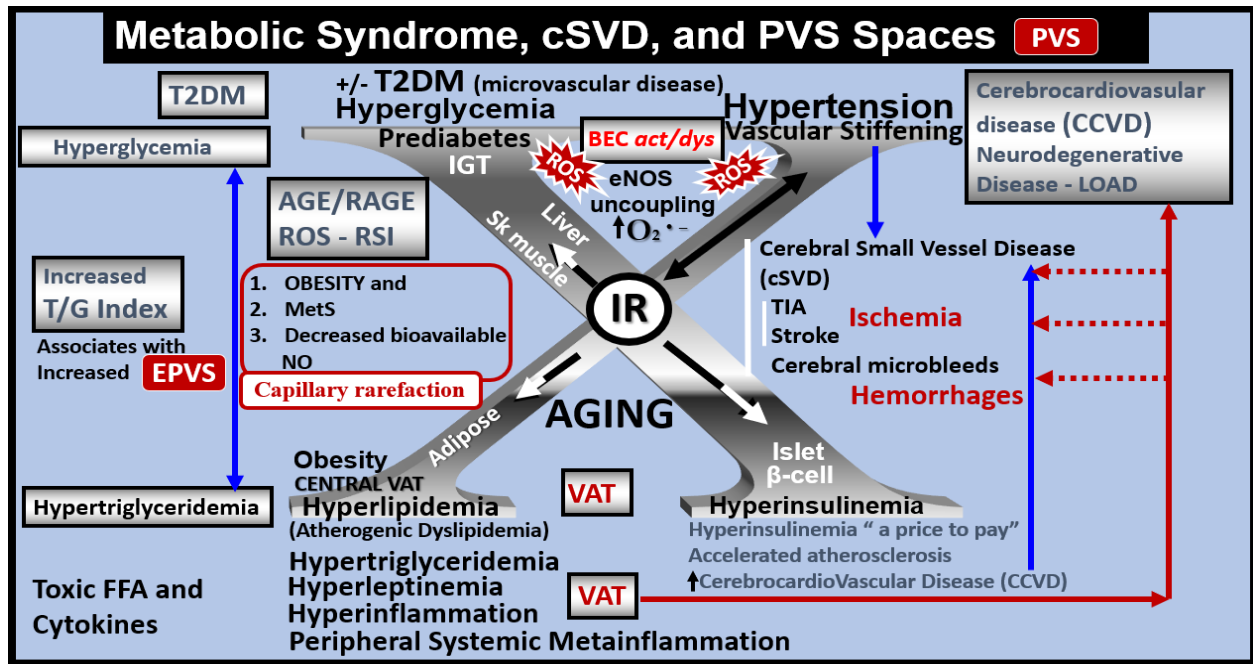 Metabolic Syndrome, cSVD, and PVS Spaces PVS
T2DM
Hyperglycemia
Increased
T/G Index
Associates with
Increased EPVS
Hypertriglyceridemia
Toxic FFA and
Cytokines
+/- T2DM (microvascular disease)
Hyperglycemia
Prediabetes
IGT
Liver
Sk muscle
AGE/RAGE
ROS - RSI
1. OBESITY and
2. MetS
3. Decreased bioavailable
NO
Capillary rarefaction
BEC act/dys
ROS
ROS
eNOS
uncoupling
↑O₂•-
Hypertension
Vascular Stiffening
IR
AGING
Adipose
Obesity
CENTRAL VAT
Hyperlipidemia
(Atherogenic Dyslipidemia)
Hypertriglyceridemia
Hyperleptinemia
Hyperinflammation
Peripheral Systemic Metainflammation
VAT
VAT
Islet
β-cell
Hyperinsulinemia
Hyperinsulinemia “ a price to pay”
Accelerated atherosclerosis
↑CerebrocardioVascular Disease (CCVD)
Cerebral Small Vessel Disease
(cSVD)
TIA
Stroke
Ischemia
Cerebral microbleeds
Hemorrhages
Cerebrocardiovasular
disease (CCVD)
Neurodegenerative
Disease - LOAD